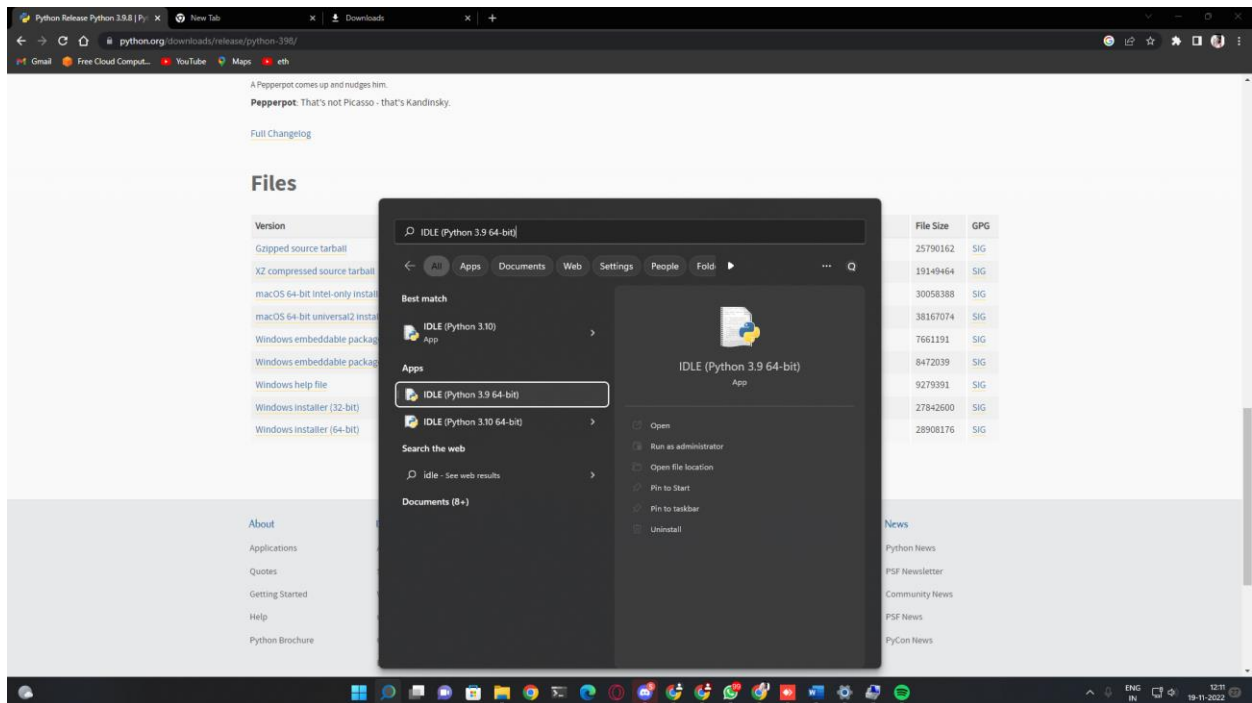 Python Release Python 3.9.8 | Py
New Tab
Downloads
python.org/downloads/release/python-398/
Gmail
Free Cloud Comput...
YouTube
Maps
eth
A Pepperpot comes up and nudges him.
Pepperpot: That's not Picasso - that's Kandinsky.
Full Changelog
Files
Version
File Size
GPG
Gzipped source tarball
25790162
SIG
XZ compressed source tarball
19149464
SIG
macOS 64-bit Intel-only install
30058388
SIG
macOS 64-bit universal2 instal
38167074
SIG
Windows embeddable packag
7661191
SIG
Windows embeddable packag
8472039
SIG
Windows help file
9279391
SIG
Windows installer (32-bit)
27842600
SIG
Windows installer (64-bit)
28908176
SIG
IDLE (Python 3.9 64-bit)
All
Apps
Documents
Web
Settings
People
Fold
...
Q
Best match
IDLE (Python 3.10)
App
Apps
IDLE (Python 3.9 64-bit)
IDLE (Python 3.10 64-bit)
Search the web
idle - See web results
Documents (8+)
IDLE (Python 3.9 64-bit)
App
Open
Run as administrator
Open file location
Pin to Start
Pin to taskbar
Uninstall
About
Applications
Quotes
Getting Started
Help
Python Brochure
News
Python News
PSF Newsletter
Community News
PSF News
PyCon News
ENG
IN
12:11
19-11-2022